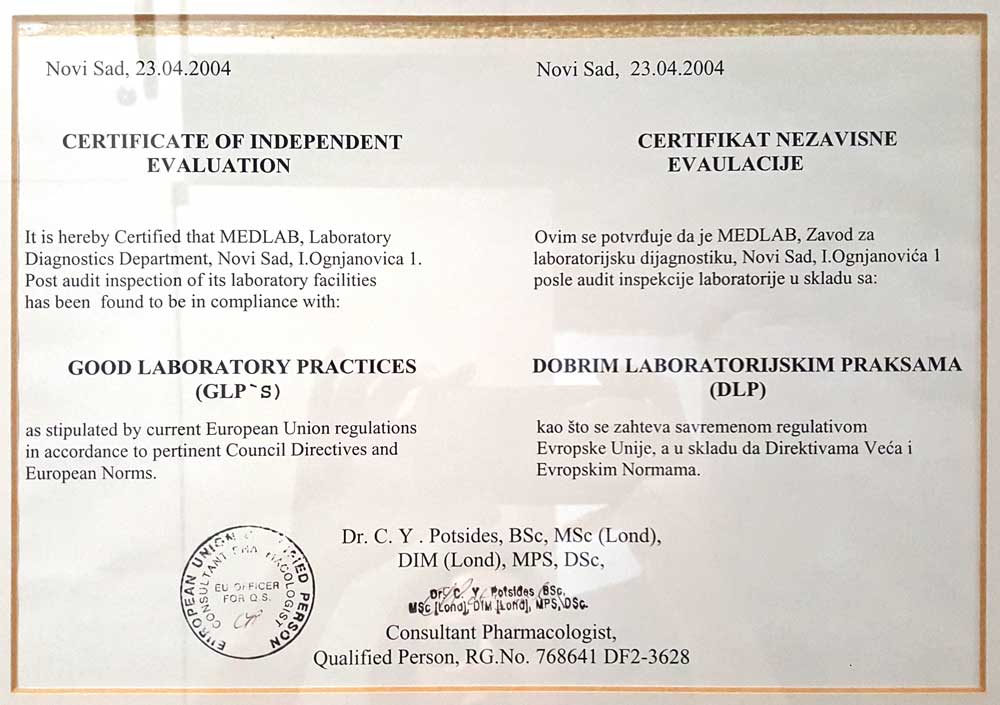 Novi Sad, 23.04.2004
CERTIFICATE OF INDEPENDENT
EVALUATION
It is hereby Certified that MEDLAB, Laboratory
Diagnostics Department, Novi Sad, I.Ognjanovica 1.
Post audit inspection of its laboratory facilities
has been found to be in compliance with:
GOOD LABORATORY PRACTICES
(GLP`S)
as stipulated by current European Union regulations
in accordance to pertinent Council Directives and
European Norms.
Novi Sad, 23.04.2004
CERTIFIKAT NEZAVISNE
EVAULACIJE
Ovim se potvrđuje da je MEDLAB, Zavod za
laboratorijsku dijagnostiku, Novi Sad, I.Ognjanovića 1
posle audit inspekcije laboratorije u skladu sa:
DOBRIM LABORATORIJSKIM PRAKSAMA
(DLP)
kao što se zahteva savremenom regulativom
Evropske Unije, a u skladu da Direktivama Veća i
Evropskim Normama.
EUROPEAN UNION PERSON
CONSULTANT PHARMACOLOGIST
EU OFFICER
FOR Q.S.
Dr. C. Y . Potsides, BSc, MSc (Lond),
DIM (Lond), MPS, DSc,
Dr. C. Y. Potsides BSc,
MSc [Lond], DIM [Lond], MPS, DSc.
Consultant Pharmacologist,
Qualified Person, RG.No. 768641 DF2-3628